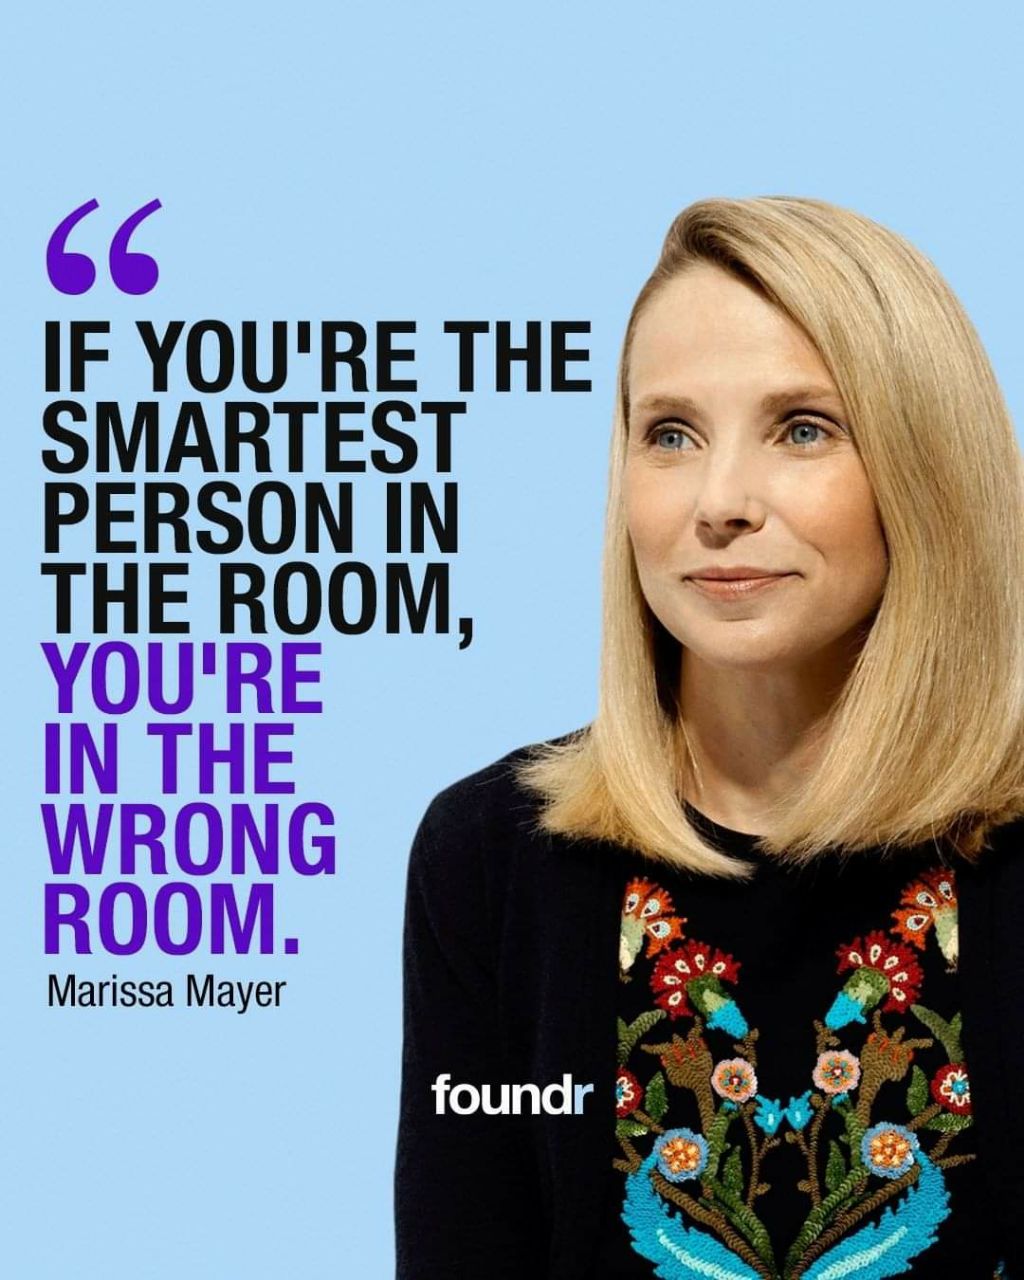 “
IF YOU'RE THE
SMARTEST
PERSON IN
THE ROOM,
YOU'RE
IN THE
WRONG
ROOM.
Marissa Mayer
foundr